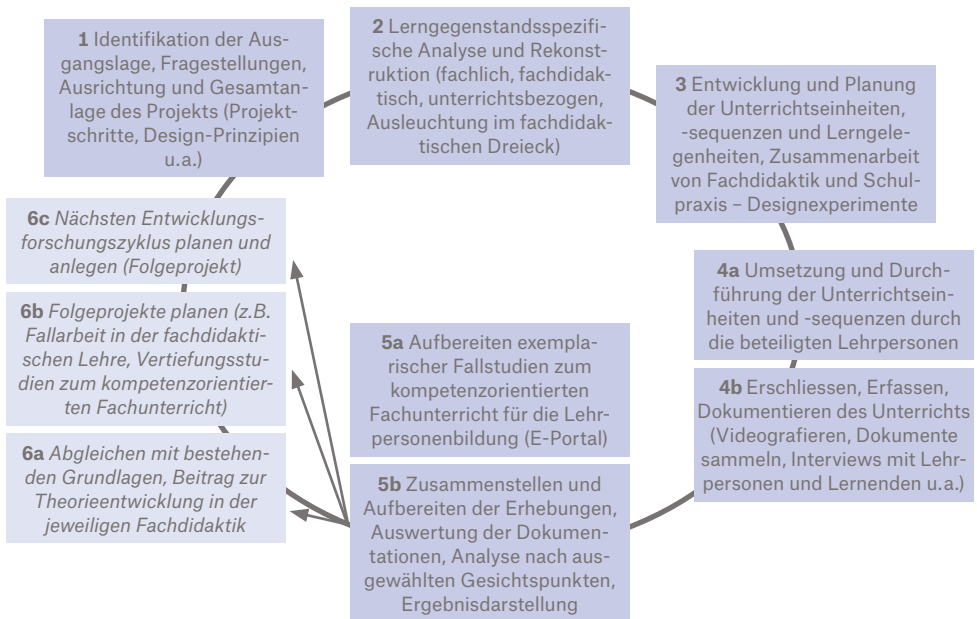 1 Identifikation der Aus-
gangslage, Fragestellungen,
Ausrichtung und Gesamtan-
lage des Projekts (Projekt-
schritte, Design-Prinzipien
u.a.)
2 Lerngegenstandsspezifi-
sche Analyse und Rekonst-
ruktion (fachlich, fachdidak-
tisch, unterrichtsbezogen,
Ausleuchtung im fachdidak-
tischen Dreieck)
3 Entwicklung und Planung
der Unterrichtseinheiten,
-sequenzen und Lerngele-
genheiten, Zusammenarbeit
von Fachdidaktik und Schul-
praxis – Designexperimente
4a Umsetzung und Durch-
führung der Unterrichtsein-
heiten und -sequenzen durch
die beteiligten Lehrpersonen
4b Erschliessen, Erfassen,
Dokumentieren des Unterrichts
(Videografieren, Dokumente
sammeln, Interviews mit Lehr-
personen und Lernenden u.a.)
5a Aufbereiten exempla-
rischer Fallstudien zum
kompetenzorientierten
Fachunterricht für die Lehr-
personenbildung (E-Portal)
5b Zusammenstellen und
Aufbereiten der Erhebungen,
Auswertung der Dokumen-
tationen, Analyse nach aus-
gewählten Gesichtspunkten,
Ergebnisdarstellung
6c Nächsten Entwicklungs-
forschungszyklus planen und
anlegen (Folgeprojekt)
6b Folgeprojekte planen (z.B.
Fallarbeit in der fachdidakti-
schen Lehre, Vertiefungsstu-
dien zum kompetenzorientier-
ten Fachunterricht)
6a Abgleichen mit bestehen-
den Grundlagen, Beitrag zur
Theorieentwicklung in der
jeweiligen Fachdidaktik